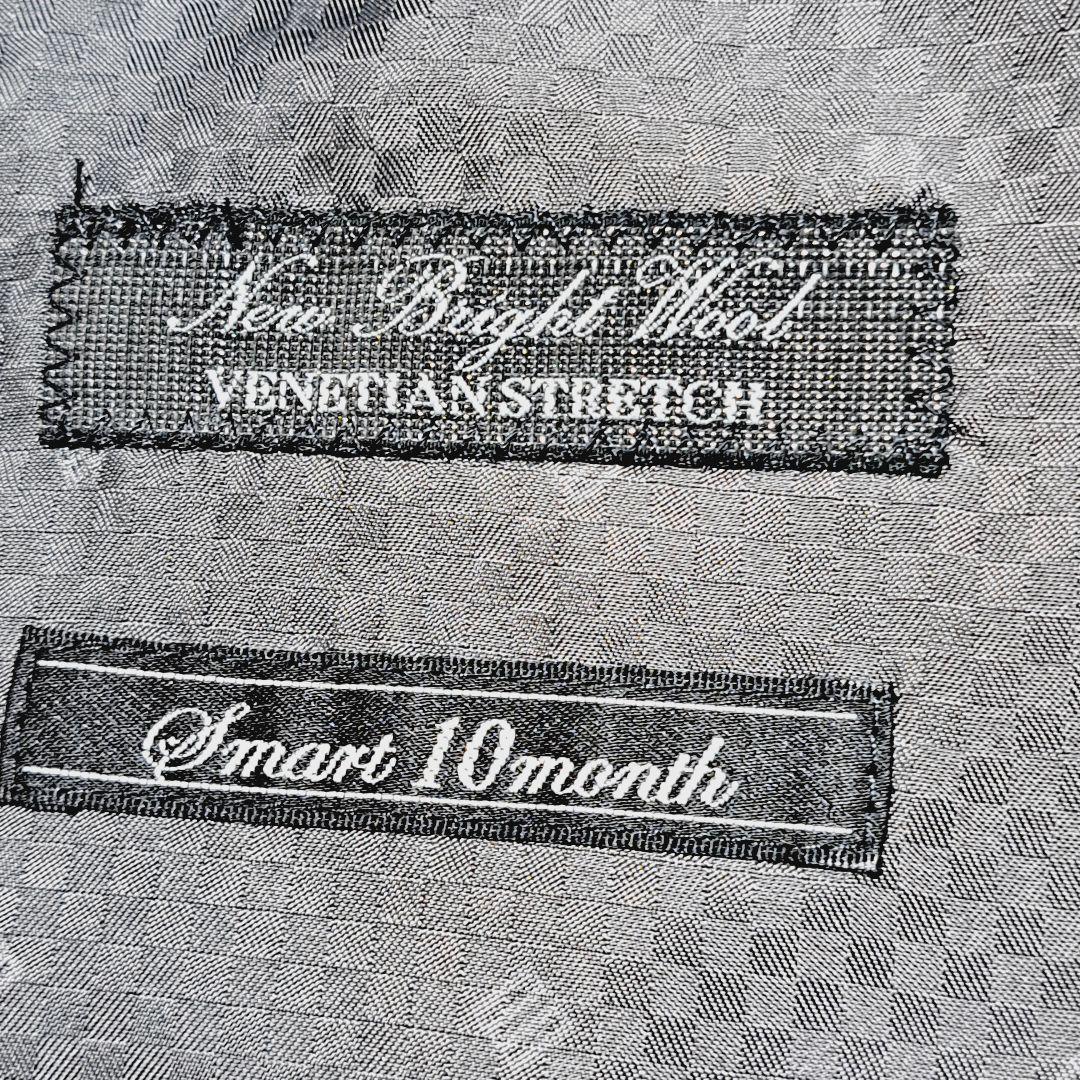 New Bright Wool
VENETIAN STRETCH
Smart 10month